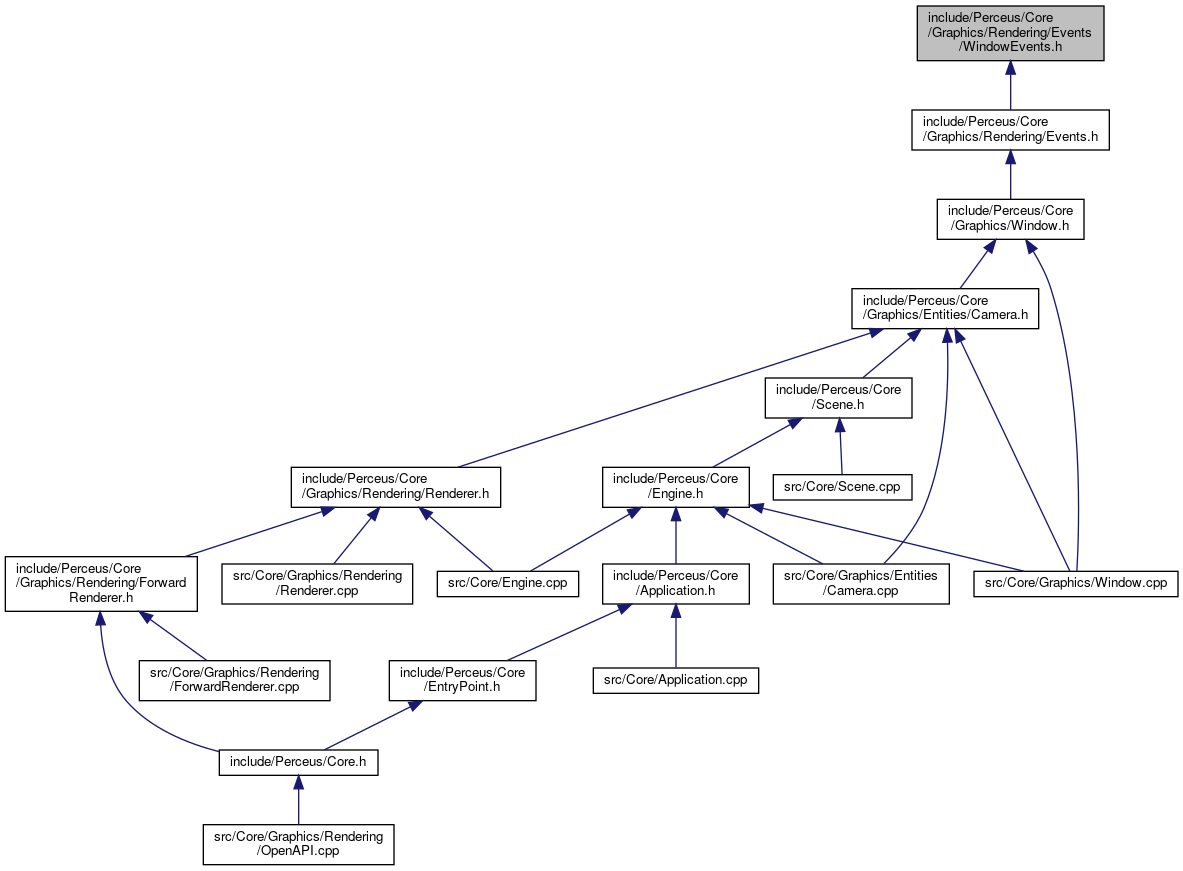 include/Perceus/Core
/Graphics/Rendering/Events
/WindowEvents.h
include/Perceus/Core
/Graphics/Rendering/Events.h
include/Perceus/Core
/Graphics/Window.h
include/Perceus/Core
/Graphics/Entities/Camera.h
include/Perceus/Core
/Scene.h
include/Perceus/Core
/Graphics/Rendering/Renderer.h
include/Perceus/Core
/Engine.h
src/Core/Scene.cpp
include/Perceus/Core
/Graphics/Rendering/Forward
Renderer.h
src/Core/Graphics/Rendering
/Renderer.cpp
src/Core/Engine.cpp
include/Perceus/Core
/Application.h
src/Core/Graphics/Entities
/Camera.cpp
src/Core/Graphics/Window.cpp
src/Core/Graphics/Rendering
/ForwardRenderer.cpp
include/Perceus/Core
/EntryPoint.h
src/Core/Application.cpp
include/Perceus/Core.h
src/Core/Graphics/Rendering
/OpenAPI.cpp